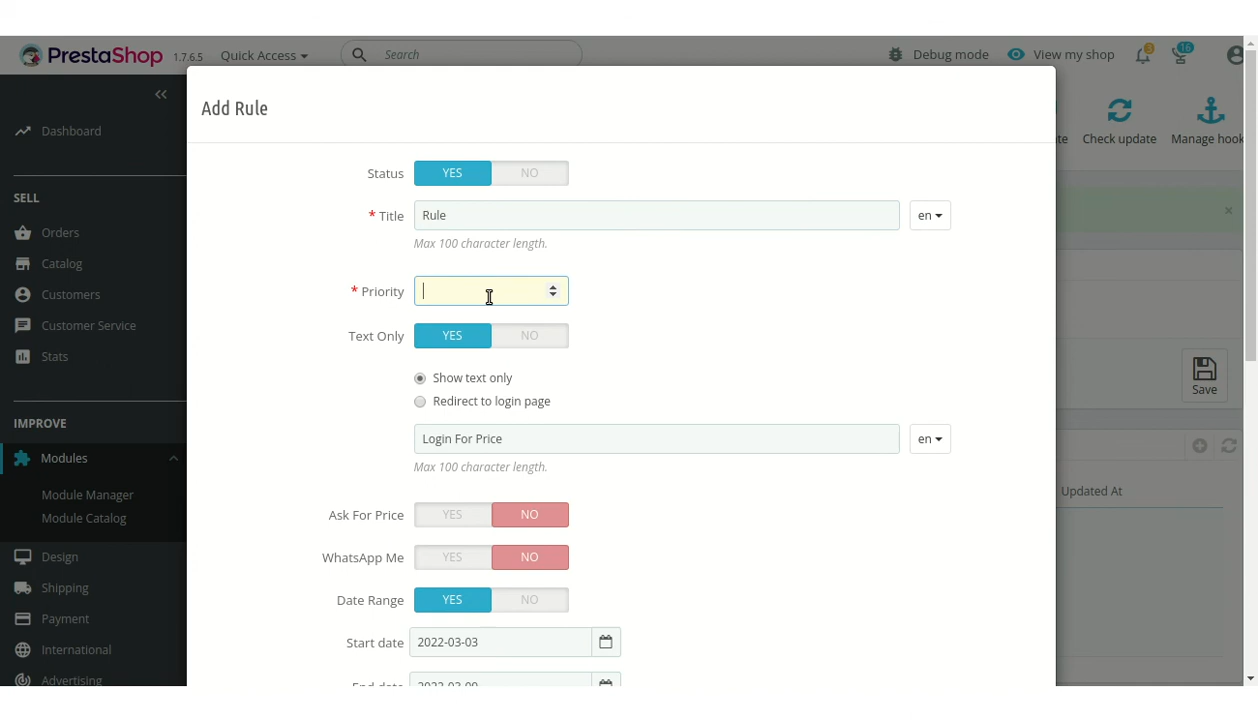 PrestaShop 1.7.6.5 Quick Access Search Debug mode View my shop 3 16
Add Rule
Check update
Manage hook
Dashboard
SELL
Orders
Catalog
Customers
Customer Service
Stats
IMPROVE
Modules
Module Manager
Module Catalog
Design
Shipping
Payment
International
Advertising
Status YES NO
* Title Rule en
Max 100 character length.
* Priority
Text Only YES NO
Show text only
Redirect to login page
Login For Price en
Max 100 character length.
Ask For Price YES NO
WhatsApp Me YES NO
Date Range YES NO
Start date 2022-03-03
End date
×
Save
Updated At